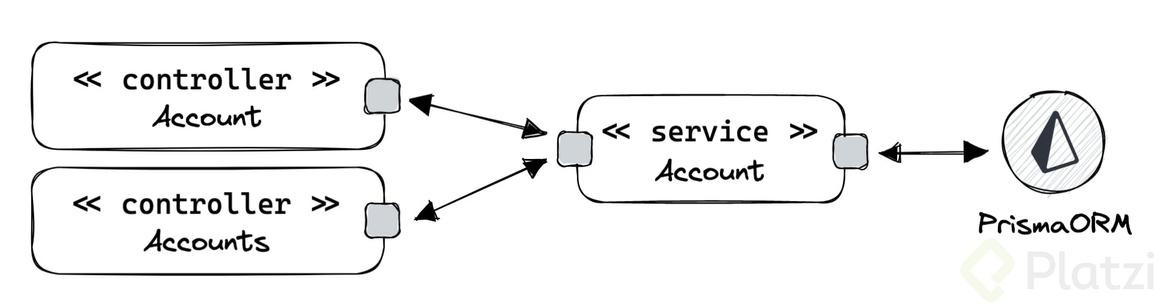 << controller >>
Account
<< controller >>
Accounts
<< service >>
Account
PrismaORM
Platzi